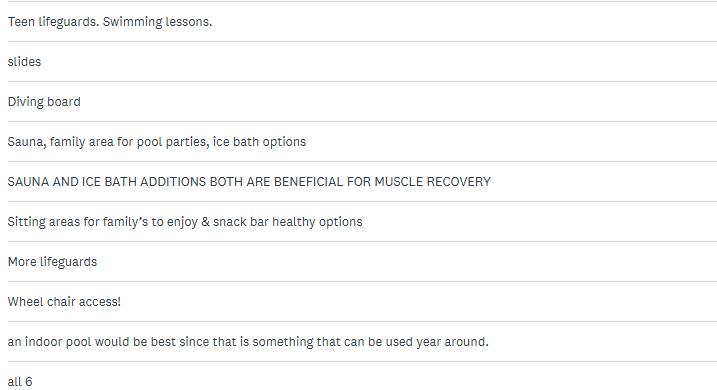 Teen lifeguards. Swimming lessons.
slides
Diving board
Sauna, family area for pool parties, ice bath options
SAUNA AND ICE BATH ADDITIONS BOTH ARE BENEFICIAL FOR MUSCLE RECOVERY
Sitting areas for family's to enjoy & snack bar healthy options
More lifeguards
Wheel chair access!
an indoor pool would be best since that is something that can be used year around.
all 6